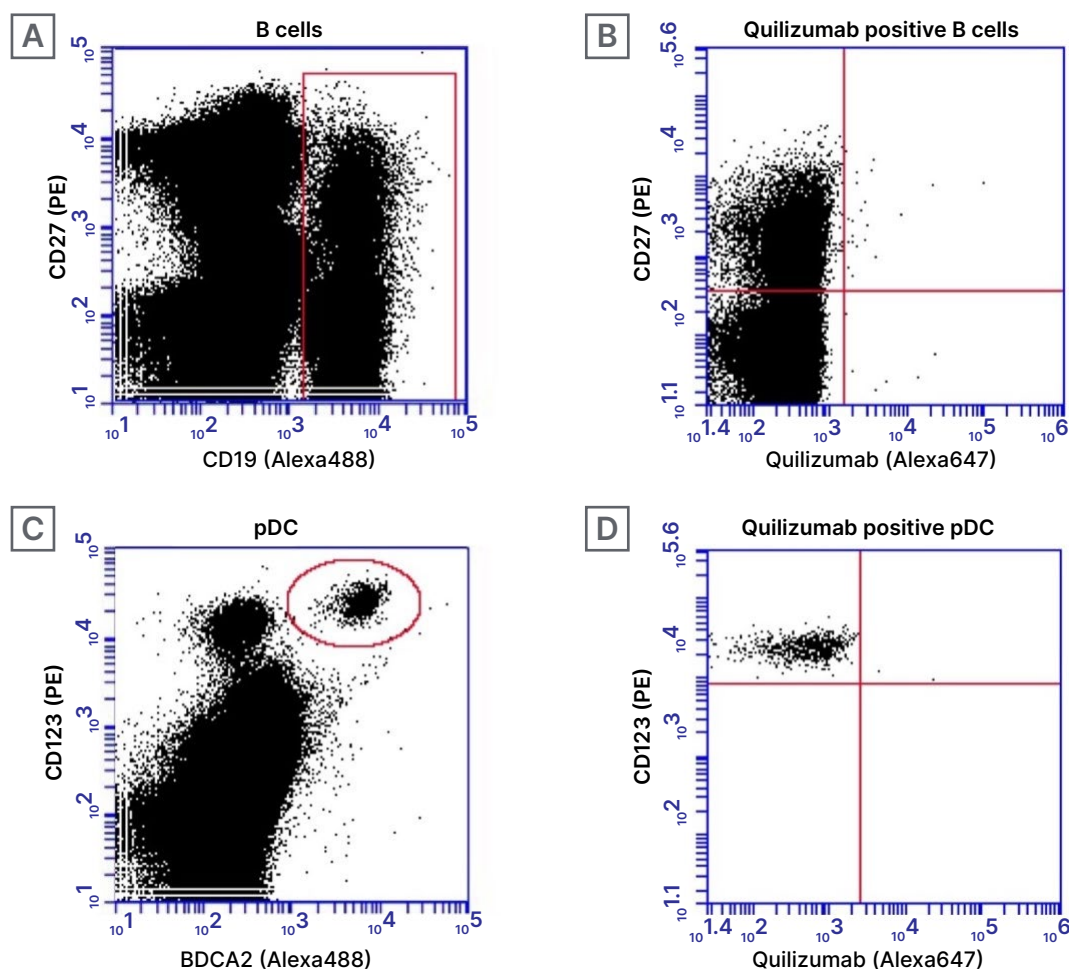 A
B cells
CD27 (PE)
10^5
10^4
10^3
10^2
10^1
10^1
10^2
10^3
10^4
10^5
CD19 (Alexa488)
B
Quilizumab positive B cells
CD27 (PE)
10^5.6
10^4
10^3
10^2
10^1.1
10^1.4
10^2
10^3
10^4
10^5
10^6
Quilizumab (Alexa647)
C
pDC
CD123 (PE)
10^5
10^4
10^3
10^2
10^1
10^1
10^2
10^3
10^4
10^5
BDCA2 (Alexa488)
D
Quilizumab positive pDC
CD123 (PE)
10^5.6
10^4
10^3
10^2
10^1.1
10^1.4
10^2
10^3
10^4
10^5
10^6
Quilizumab (Alexa647)